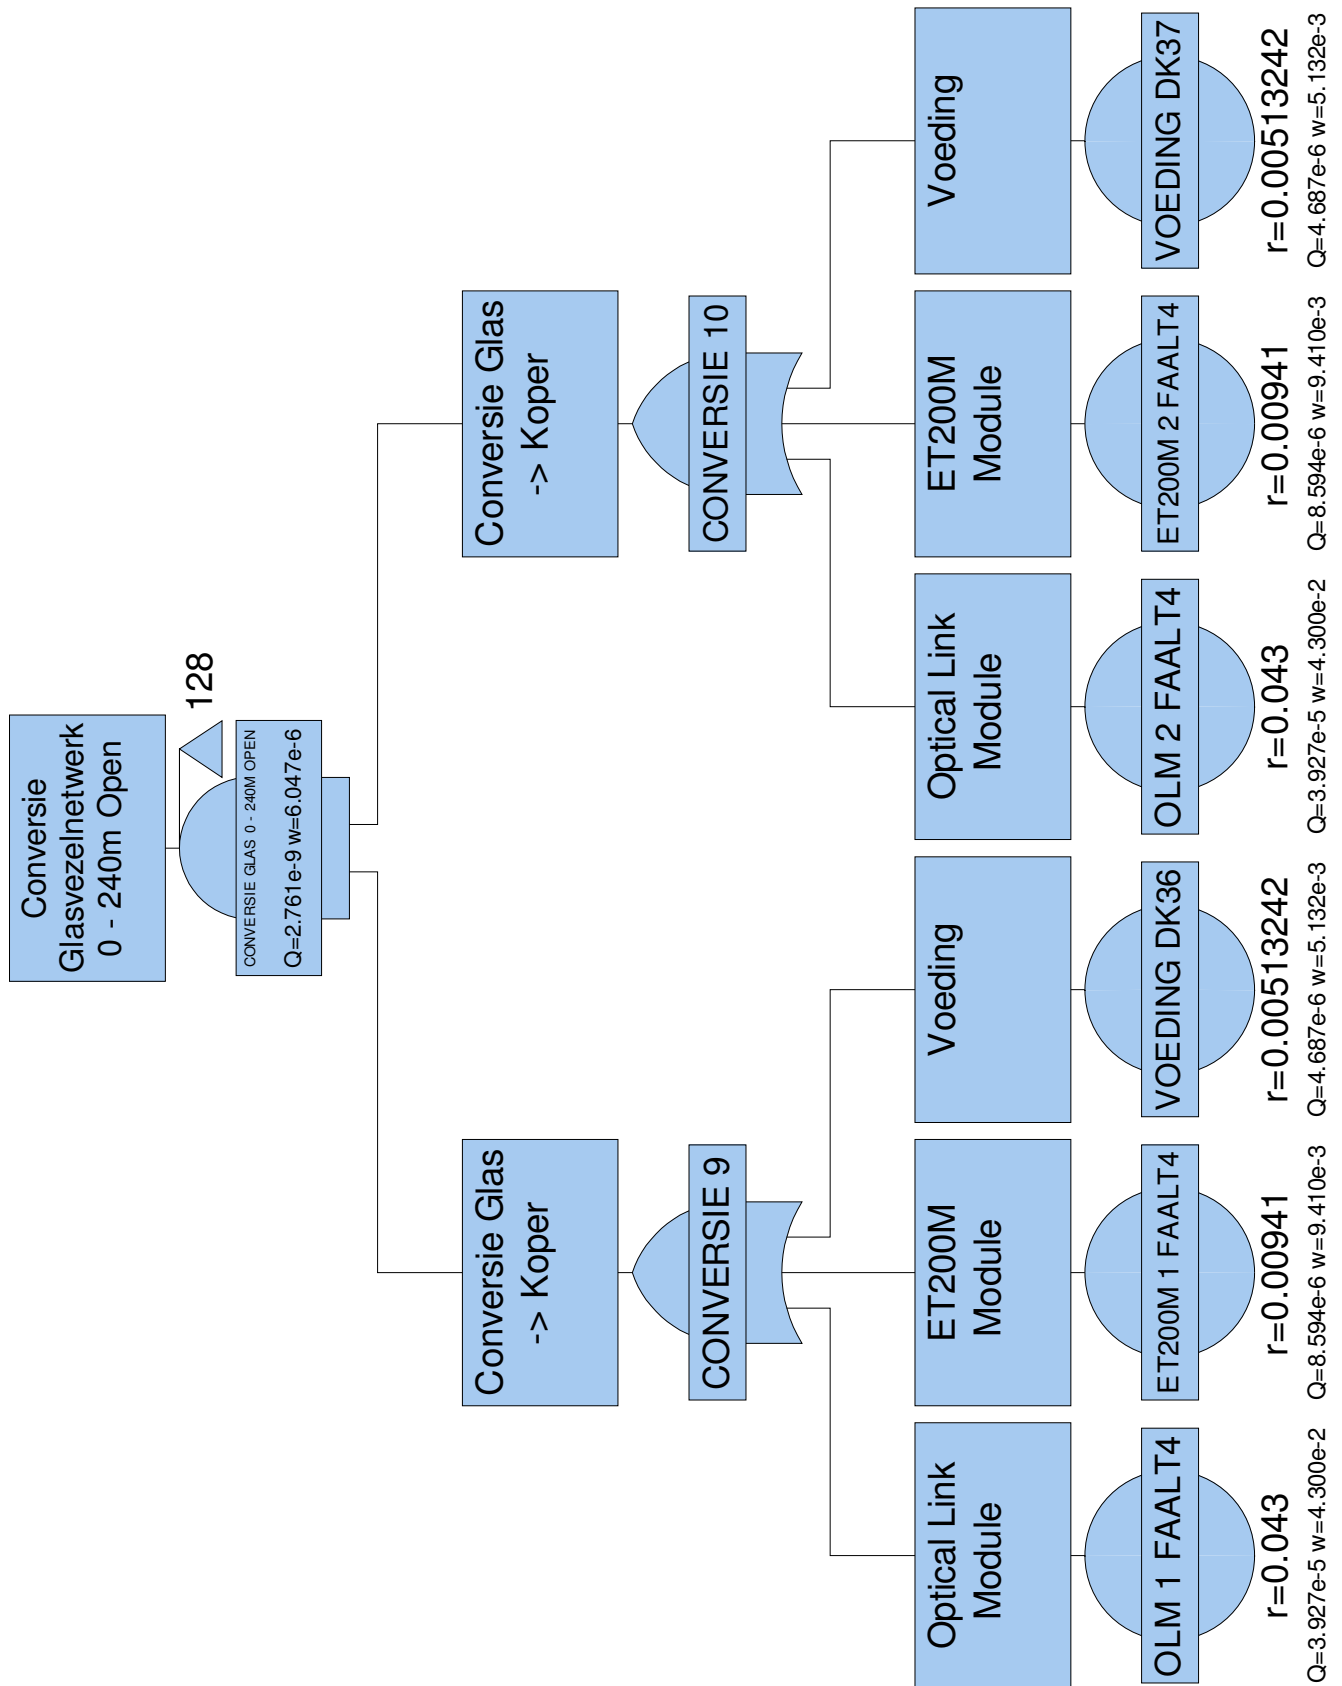 Conversie
Glasvezelnetwerk
0 - 240m Open
128
CONVERSIE GLAS 0 - 240M OPEN
Q=2.761e-9 w=6.047e-6
Conversie Glas
-> Koper
CONVERSIE 9
Conversie Glas
-> Koper
CONVERSIE 10
Optical Link
Module
OLM 1 FAALT4
r=0.043
Q=3.927e-5 w=4.300e-2
ET200M
Module
ET200M 1 FAALT4
r=0.00941
Q=8.594e-6 w=9.410e-3
Voeding
VOEDING DK36
r=0.00513242
Q=4.687e-6 w=5.132e-3
Optical Link
Module
OLM 2 FAALT4
r=0.043
Q=3.927e-5 w=4.300e-2
ET200M
Module
ET200M 2 FAALT4
r=0.00941
Q=8.594e-6 w=9.410e-3
Voeding
VOEDING DK37
r=0.00513242
Q=4.687e-6 w=5.132e-3